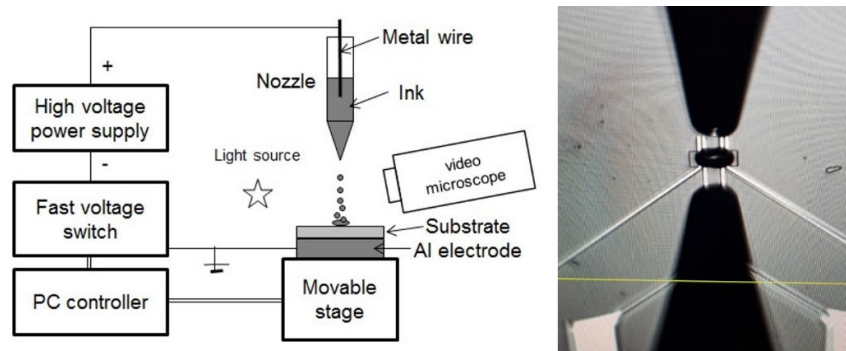 Metal wire
+
Nozzle
Ink
High voltage
power supply
Light source
video
microscope
-
Fast voltage
switch
Substrate
Al electrode
PC controller
Movable
stage